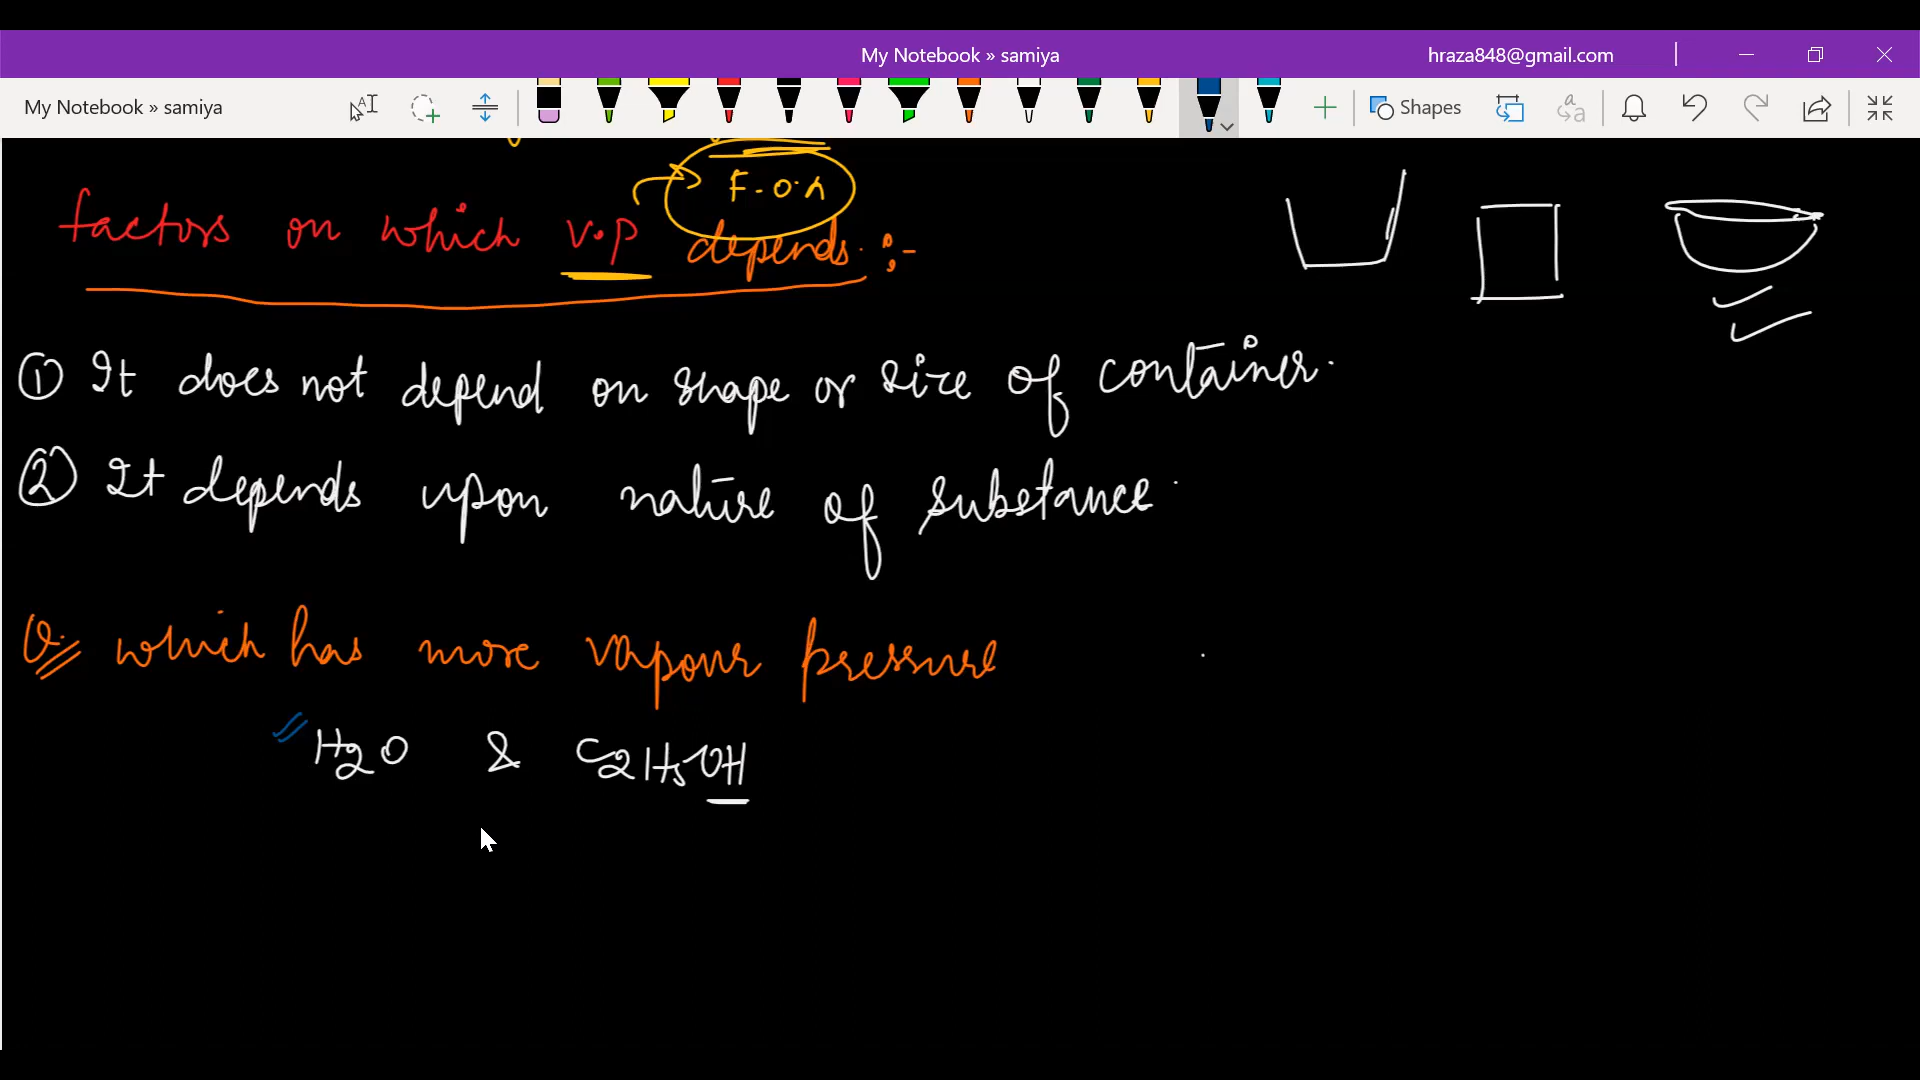 My Notebook » samiya
hraza848@gmail.com
My Notebook » samiya
Shapes
F.O.A
factors on which v.p depends :-
① It does not depend on shape or size of container.
② It depends upon nature of substance.
Q. which has more vapour pressure
H2O & C2H5OH